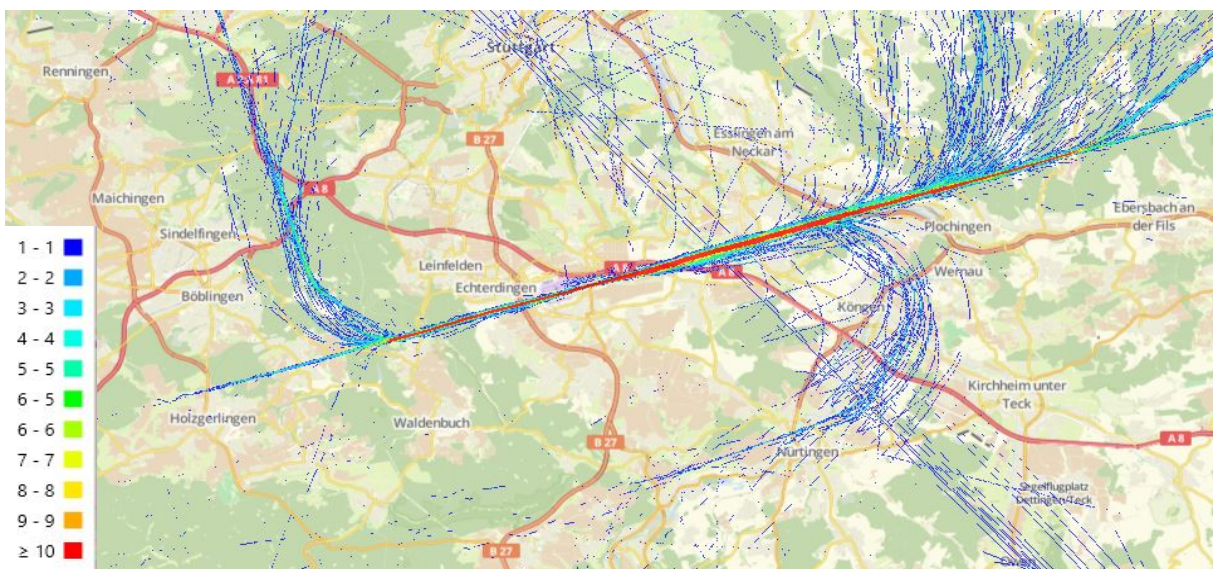 Stuttgart
Renningen
A 81
Esslingen am
Neckar
B 27
A 8
Maichingen
Ebersbach an
der Fils
Plochingen
Sindelfingen
Leinfelden
A 8
Wernau
Echterdingen
Böblingen
Köngen
Kirchheim unter
Teck
Holzgerlingen
Waldenbuch
B 27
A 8
Nürtingen
Segelflugplatz
Dettingen/Teck
B 27
1 - 1
2 - 2
3 - 3
4 - 4
5 - 5
6 - 5
6 - 6
7 - 7
8 - 8
9 - 9
≥ 10